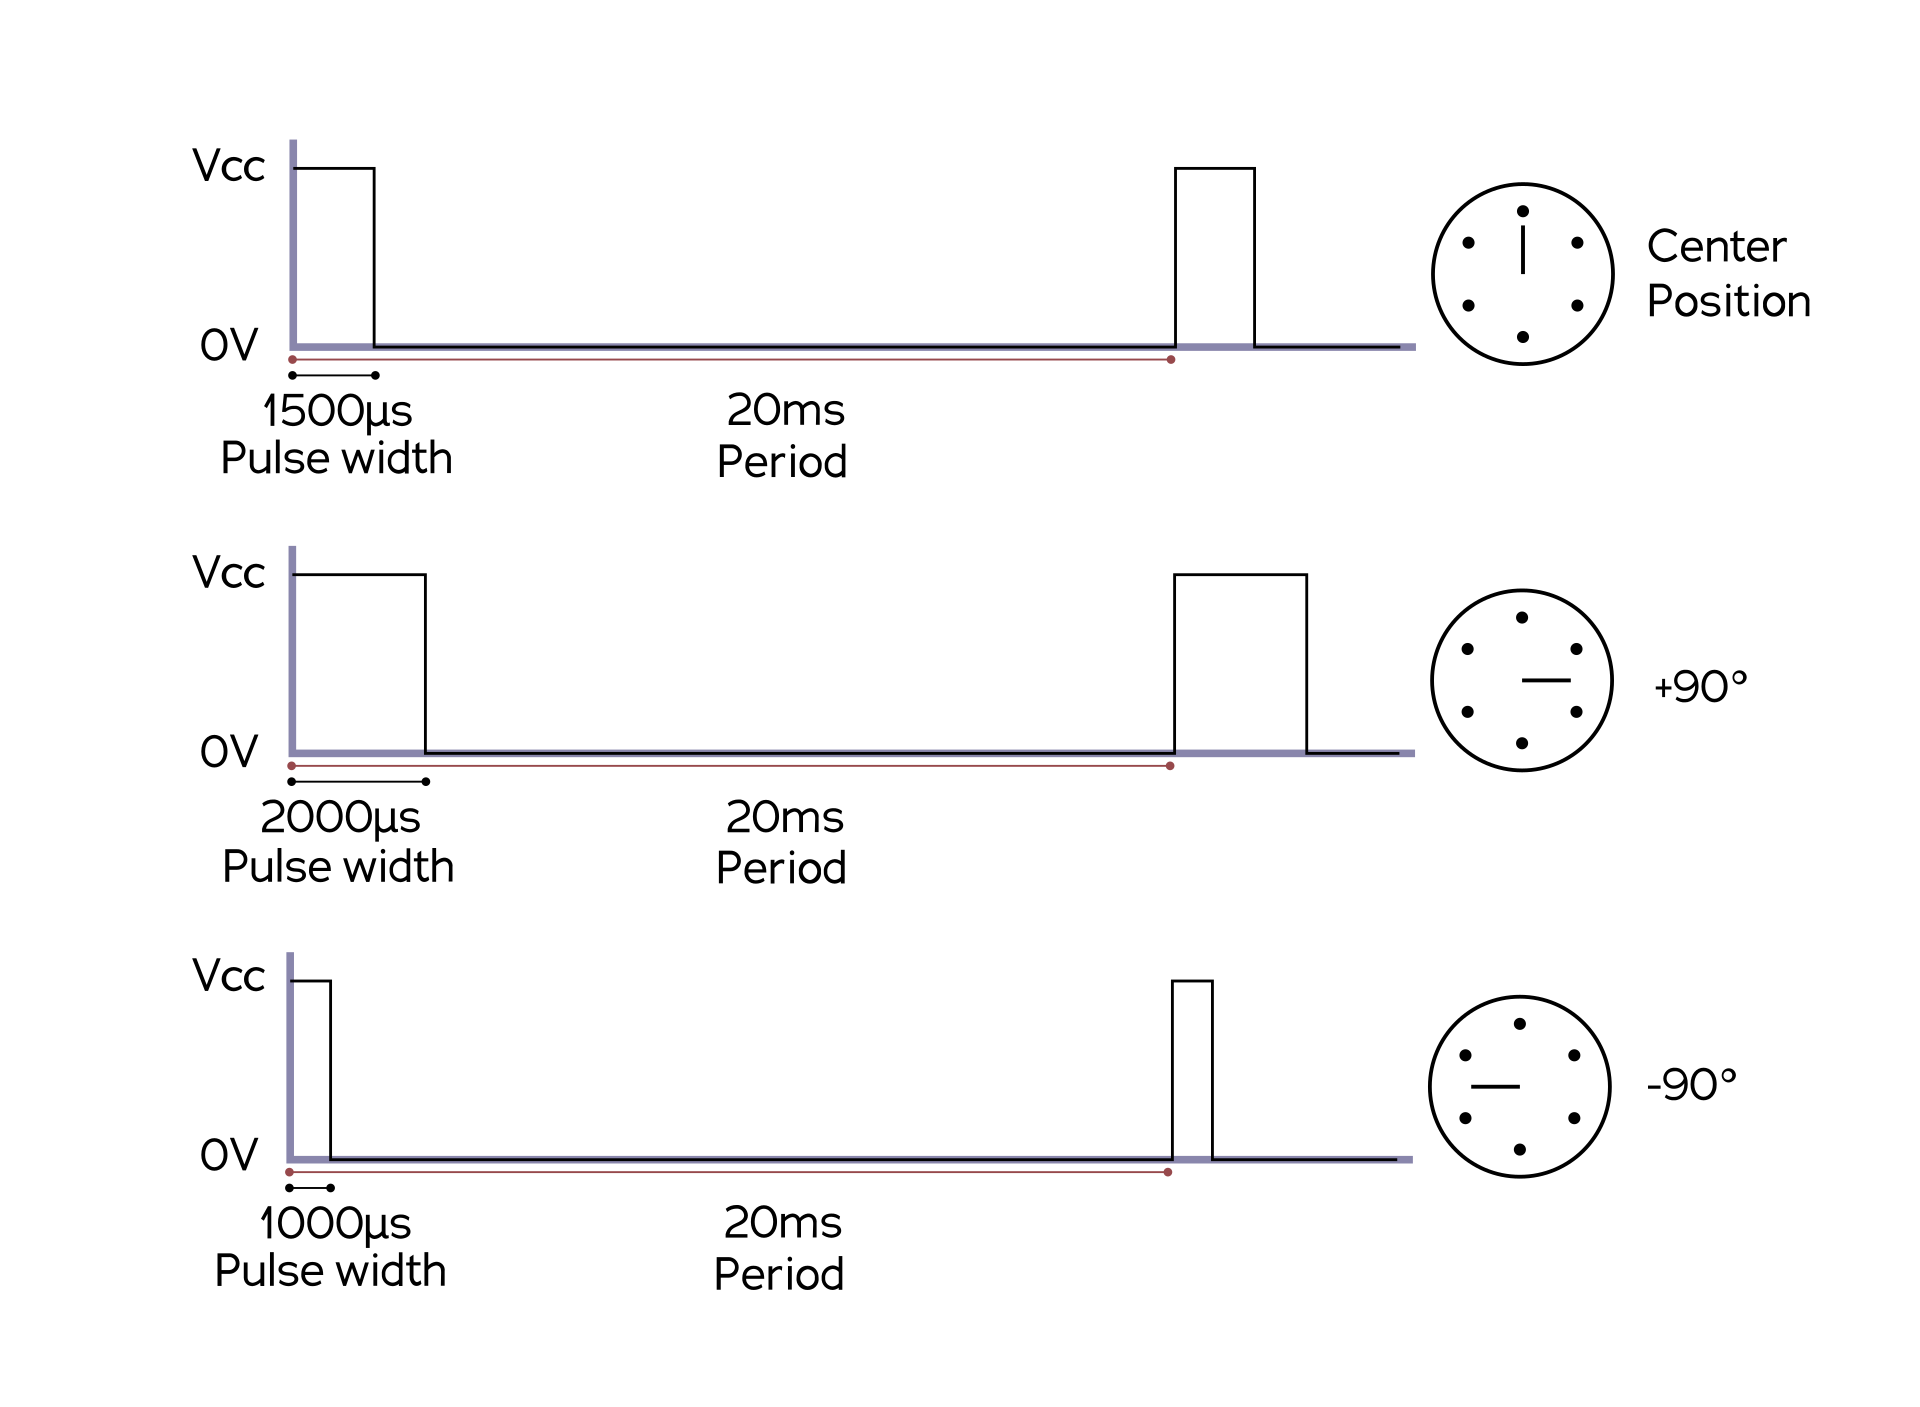 Vcc
0V
1500µs
Pulse width
20ms
Period
Center
Position
Vcc
0V
2000µs
Pulse width
20ms
Period
+90°
Vcc
0V
1000µs
Pulse width
20ms
Period
-90°